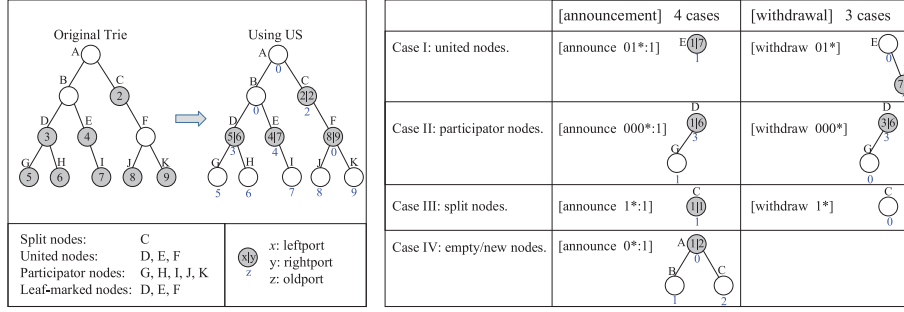 Original Trie
Using US
A
A
0
B
C
B
C
2
0
2|2
2
D
E
F
D
E
F
3
4
5|6
4|7
8|9
3
4
0
G
H
I
J
K
G
H
I
J
K
5
6
7
8
9
5
6
7
8
9
Split nodes: C
United nodes: D, E, F
Participator nodes: G, H, I, J, K
Leaf-marked nodes: D, E, F
x|y
z
x: leftport
y: rightport
z: oldport
[announcement] 4 cases
[withdrawal] 3 cases
Case I: united nodes.
[announce 01*:1]
E
1|7
1
[withdraw 01*]
E
0
7
Case II: participator nodes.
[announce 000*:1]
D
1|6
3
G
1
[withdraw 000*]
D
3|6
3
G
0
Case III: split nodes.
[announce 1*:1]
C
1|1
1
[withdraw 1*]
C
0
Case IV: empty/new nodes.
[announce 0*:1]
A
1|2
0
B
C
1
2